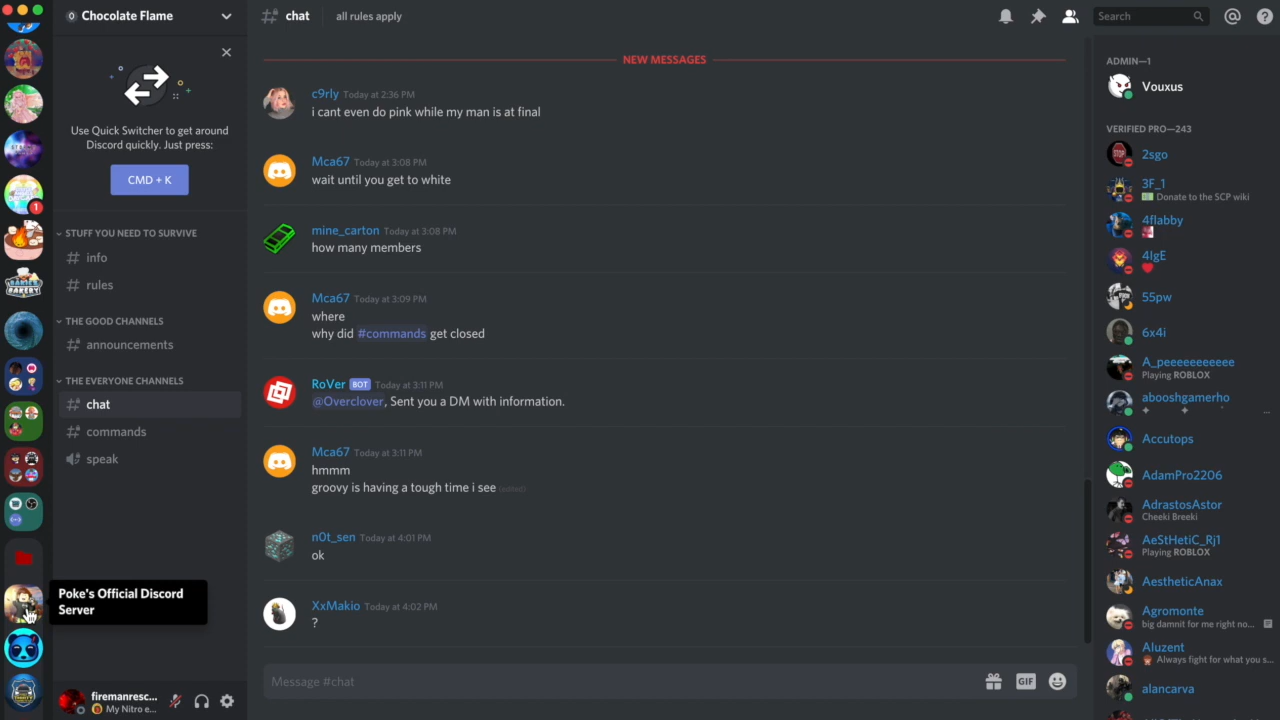 Chocolate Flame
Use Quick Switcher to get around
Discord quickly. Just press:
CMD + K
STUFF YOU NEED TO SURVIVE
# info
# rules
THE GOOD CHANNELS
announcements
THE EVERYONE CHANNELS
chat
commands
speak
1
Poke's Official Discord
Server
firemanresc...
My Nitro e...
chat
all rules apply
NEW MESSAGES
c9rly Today at 2:36 PM
i cant even do pink while my man is at final
Mca67 Today at 3:08 PM
wait until you get to white
mine_carton Today at 3:08 PM
how many members
Mca67 Today at 3:09 PM
where
why did #commands get closed
RoVer BOT Today at 3:11 PM
@Overclover, Sent you a DM with information.
Mca67 Today at 3:11 PM
hmmm
groovy is having a tough time i see (edited)
n0t_sen Today at 4:01 PM
ok
XxMakio Today at 4:02 PM
?
Message #chat
GIF
Search
ADMIN—1
Vouxus
VERIFIED PRO—243
2sgo
3F_1
Donate to the SCP wiki
4flabby
4IgE
55pw
6x4i
A_peeeeeeeeeee
Playing ROBLOX
abooshgamerho
...
Accutops
AdamPro2206
AdrastosAstor
Cheeki Breeki
AeStHetiC_Rj1
Playing ROBLOX
AestheticAnax
Agromonte
big damnit for me right no...
Aluzent
Always fight for what you s...
alancarva